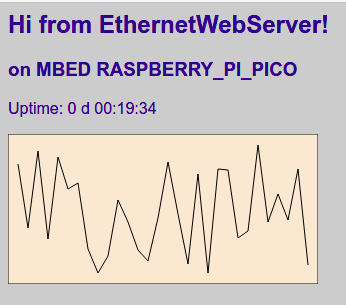 Hi from EthernetWebServer!
on MBED RASPBERRY_PI_PICO
Uptime: 0 d 00:19:34